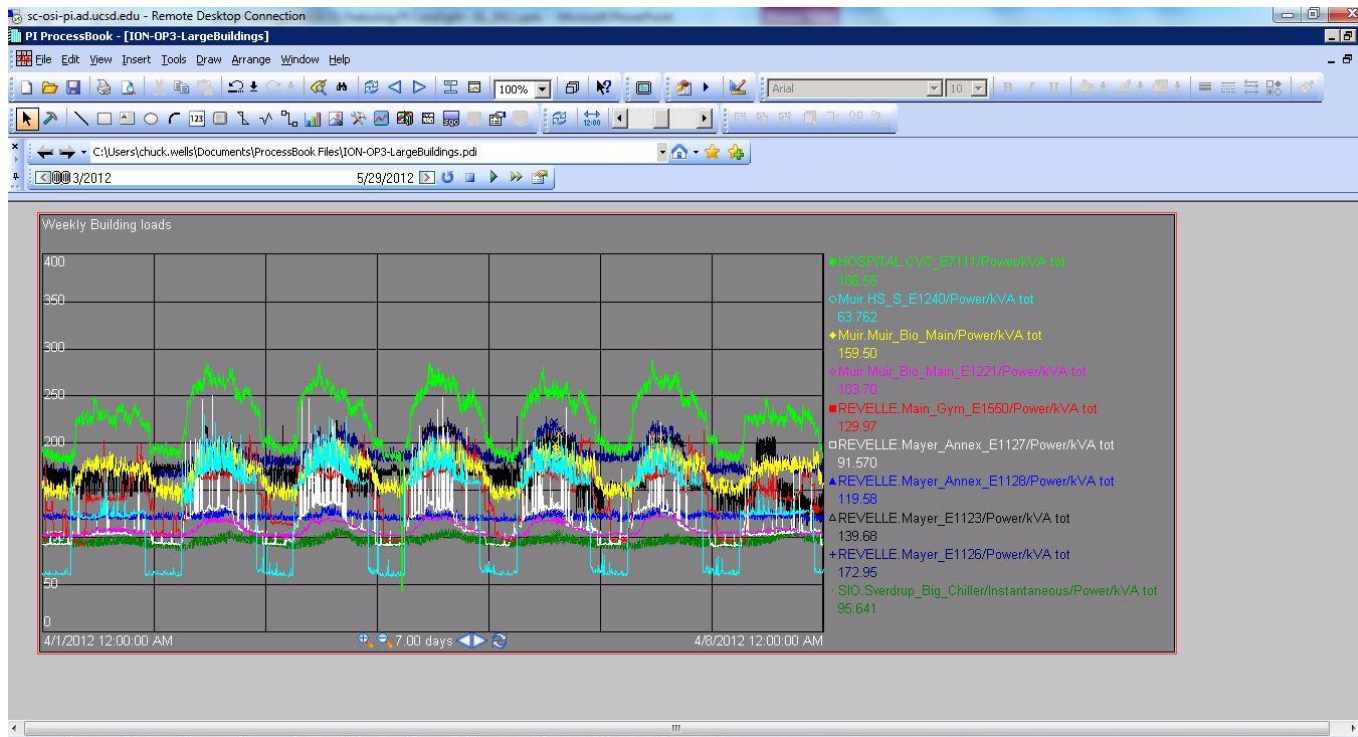 sc-osi-pi.ad.ucsd.edu - Remote Desktop Connection
PI ProcessBook - [ION-OP3-LargeBuildings]
File Edit View Insert Tools Draw Arrange Window Help
100% Arial 10 B I U
123 12:00
C:\Users\chuck.wells\Documents\ProcessBook Files\ION-OP3-LargeBuildings.pdi
3/2012 5/29/2012
Weekly Building loads
400
350
300
250
200
50
0
4/1/2012 12:00:00 AM 7.00 days 4/8/2012 12:00:00 AM
HOSPITAL.CVC_E7111/Power/kVA tot
186.55
Muir.HS_S_E1240/Power/kVA tot
63.762
Muir.Muir_Bio_Main/Power/kVA tot
159.50
Muir.Muir_Bio_Main_E1221/Power/kVA tot
103.70
REVELLE.Main_Gym_E1550/Power/kVA tot
129.97
REVELLE.Mayer_Annex_E1127/Power/kVA tot
91.570
REVELLE.Mayer_Annex_E1128/Power/kVA tot
119.58
REVELLE.Mayer_E1123/Power/kVA tot
139.68
REVELLE.Mayer_E1126/Power/kVA tot
172.95
SIO.Sverdrup_Big_Chiller/Instantaneous/Power/kVA tot
95.641